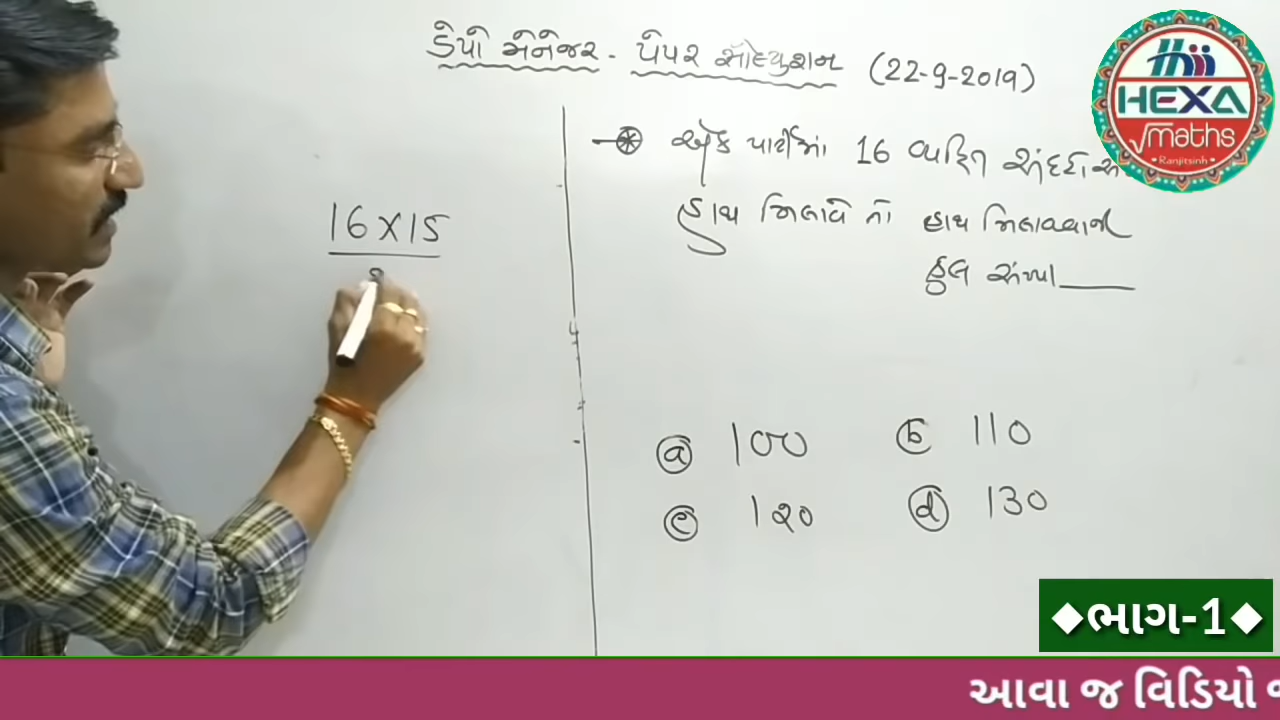 ડેપો મેનેજર - પેપર સોલ્યુશન (22-9-2019)
એક પાર્ટીમાં 16 વ્યક્તિ
હાથ મિલાવે તો હાથ મિલાવવાની
કુલ સંખ્યા____
16 × 15
ⓐ 100 ⓑ 110
ⓒ 120 ⓓ 130
HEXA
√maths
• Ranjitsinh •
◆ભાગ-1◆
આવા જ વિડિયો